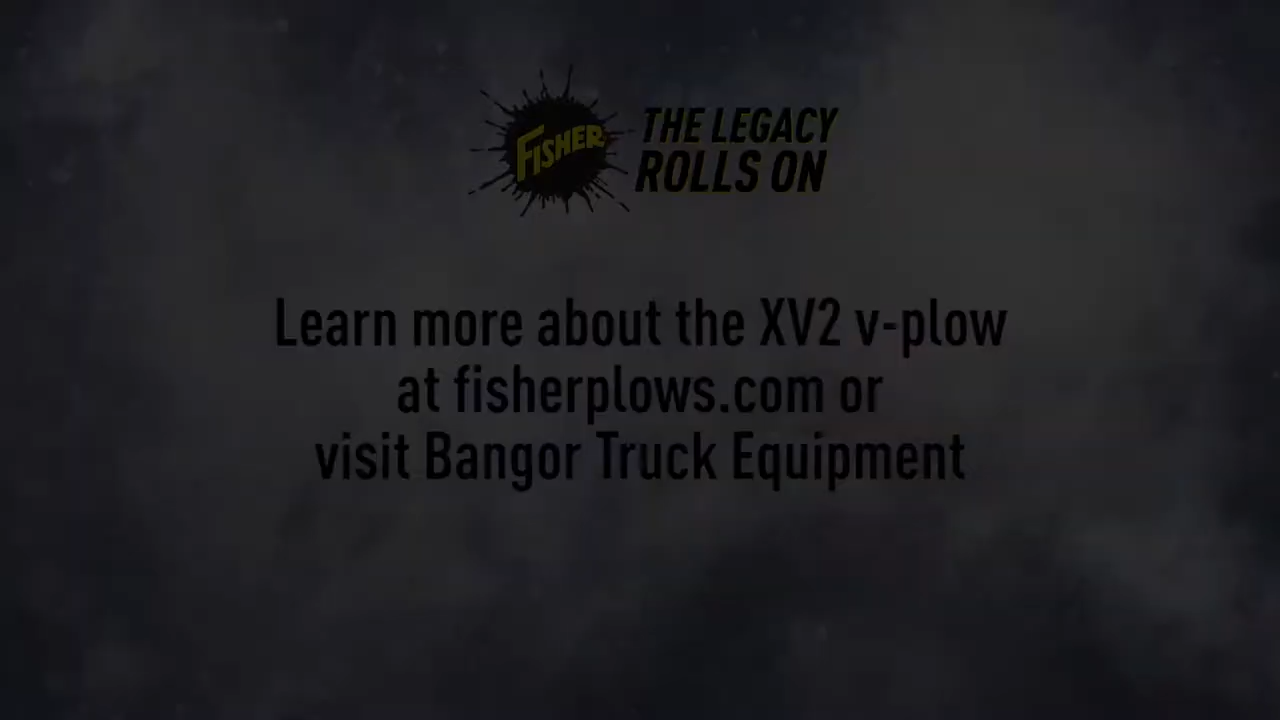 FISHER
THE LEGACY
ROLLS ON
Learn more about the XV2 v-plow
at fisherplows.com or
visit Bangor Truck Equipment